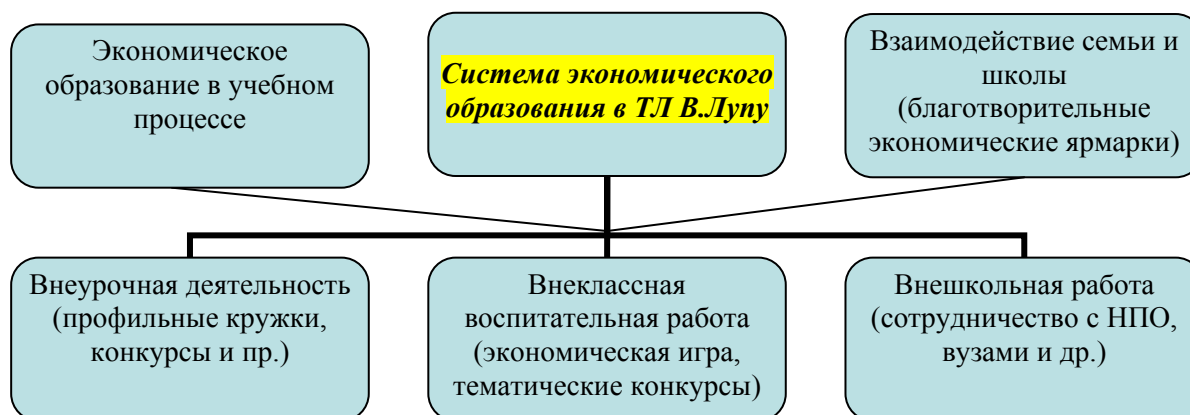 Экономическое
образование в учебном
процессе
Система экономического
образования в ТЛ В.Лупу
Взаимодействие семьи и
школы
(благотворительные
экономические ярмарки)
Внеурочная деятельность
(профильные кружки,
конкурсы и пр.)
Внеклассная
воспитательная работа
(экономическая игра,
тематические конкурсы)
Внешкольная работа
(сотрудничество с НПО,
вузами и др.)